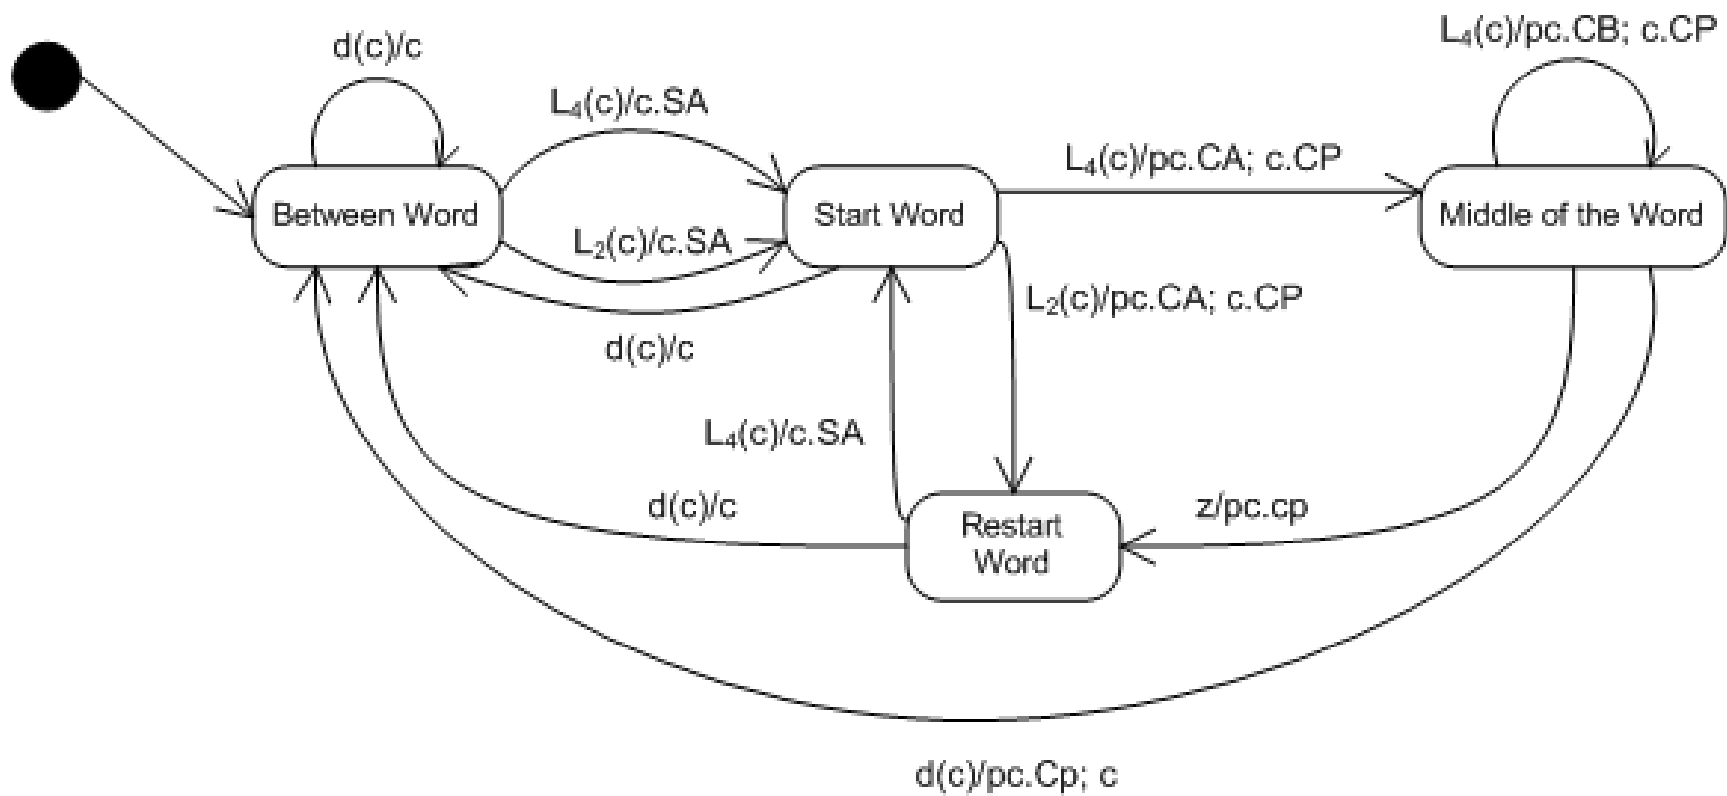 L₄(c)/pc.CB; c.CP
d(c)/c
L₄(c)/c.SA
L₄(c)/pc.CA; c.CP
Between Word
Start Word
Middle of the Word
L₂(c)/c.SA
L₂(c)/pc.CA; c.CP
d(c)/c
L₄(c)/c.SA
d(c)/c
z/pc.cp
Restart
Word
d(c)/pc.Cp; c